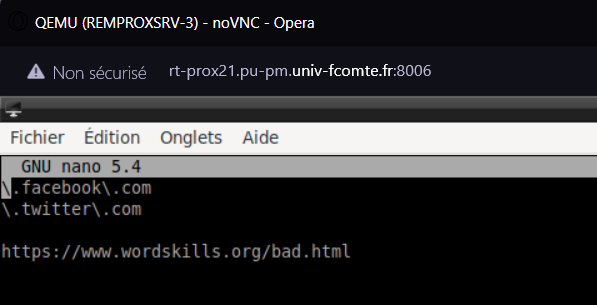 QEMU (REMPROXSRV-3) - noVNC - Opera
Non sécurisé rt-prox21.pu-pm.univ-fcomte.fr:8006
Fichier Édition Onglets Aide
GNU nano 5.4
\.facebook\.com
\.twitter\.com
https://www.wordskills.org/bad.html